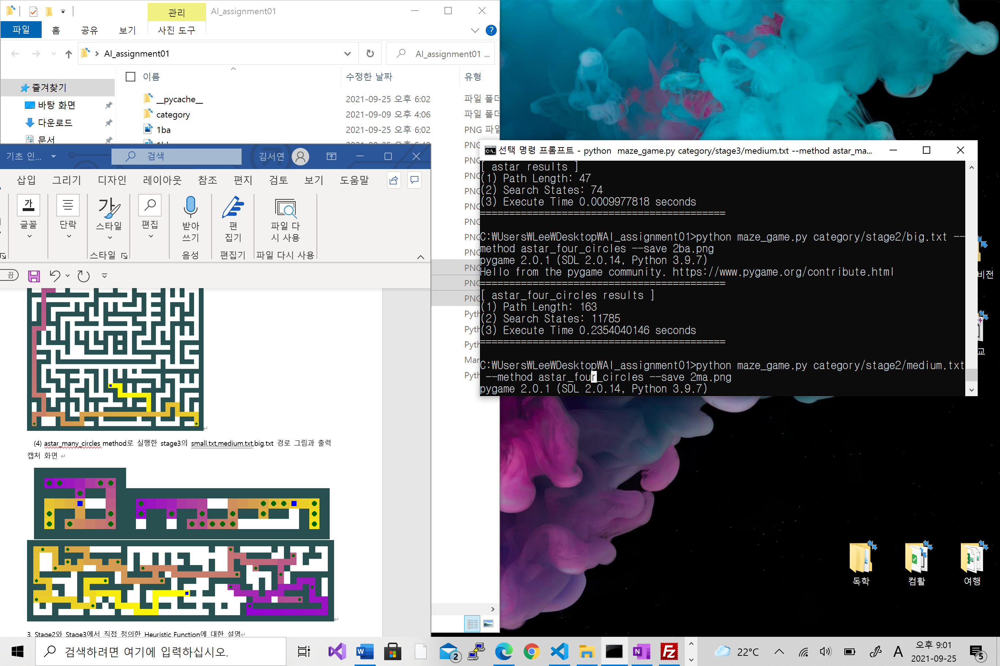 관리
AI_assignment01
파일
홈
공유
보기
사진 도구
AI_assignment01
AI_assignment01 ...
이름
수정한 날짜
유형
즐겨찾기
바탕 화면
다운로드
문서
__pycache__
2021-09-25 오후 6:02
파일 폴더
category
2021-09-09 오후 4:06
파일 폴더
1ba
2021-09-25 오후 6:02
PNG 파일
PNG
PNG
PNG
PNG
PNG
PNG
PNG
PNG
PNG
PNG
PNG
Pyth
Pyth
Pyth
Mar
Pyth
기초 인...
검색
김서연
삽입
그리기
디자인
레이아웃
참조
편지
검토
보기
도움말
가
글꼴
단락
가
스타일
편집
받아
쓰기
편
집기
파일 다
시 사용
스타일
음성
편집기
파일 다시 사용
끔
(4) astar_many_circles method로 실행한 stage3의 small.txt,medium.txt,big.txt 경로 그림과 출력
캡처 화면
3. Stage2와 Stage3에서 직접 정의한 Heuristic Function에 대한 설명
선택 명령 프롬프트 - python  maze_game.py category/stage3/medium.txt --method astar_ma...
[ astar results ]
(1) Path Length: 47
(2) Search States: 74
(3) Execute Time 0.0009977818 seconds
==========================================
C:₩Users₩Lee₩Desktop₩AI_assignment01>python maze_game.py category/stage2/big.txt --
method astar_four_circles --save 2ba.png
pygame 2.0.1 (SDL 2.0.14, Python 3.9.7)
Hello from the pygame community. https://www.pygame.org/contribute.html
==========================================
[ astar_four_circles results ]
(1) Path Length: 163
(2) Search States: 11785
(3) Execute Time 0.2354040146 seconds
==========================================
C:₩Users₩Lee₩Desktop₩AI_assignment01>python maze_game.py category/stage2/medium.txt
--method astar_four_circles --save 2ma.png
pygame 2.0.1 (SDL 2.0.14, Python 3.9.7)
비전
교
독학
컴활
여행
검색하려면 여기에 입력하십시오.
2
22°C
A
오후 9:01
2021-09-25
5